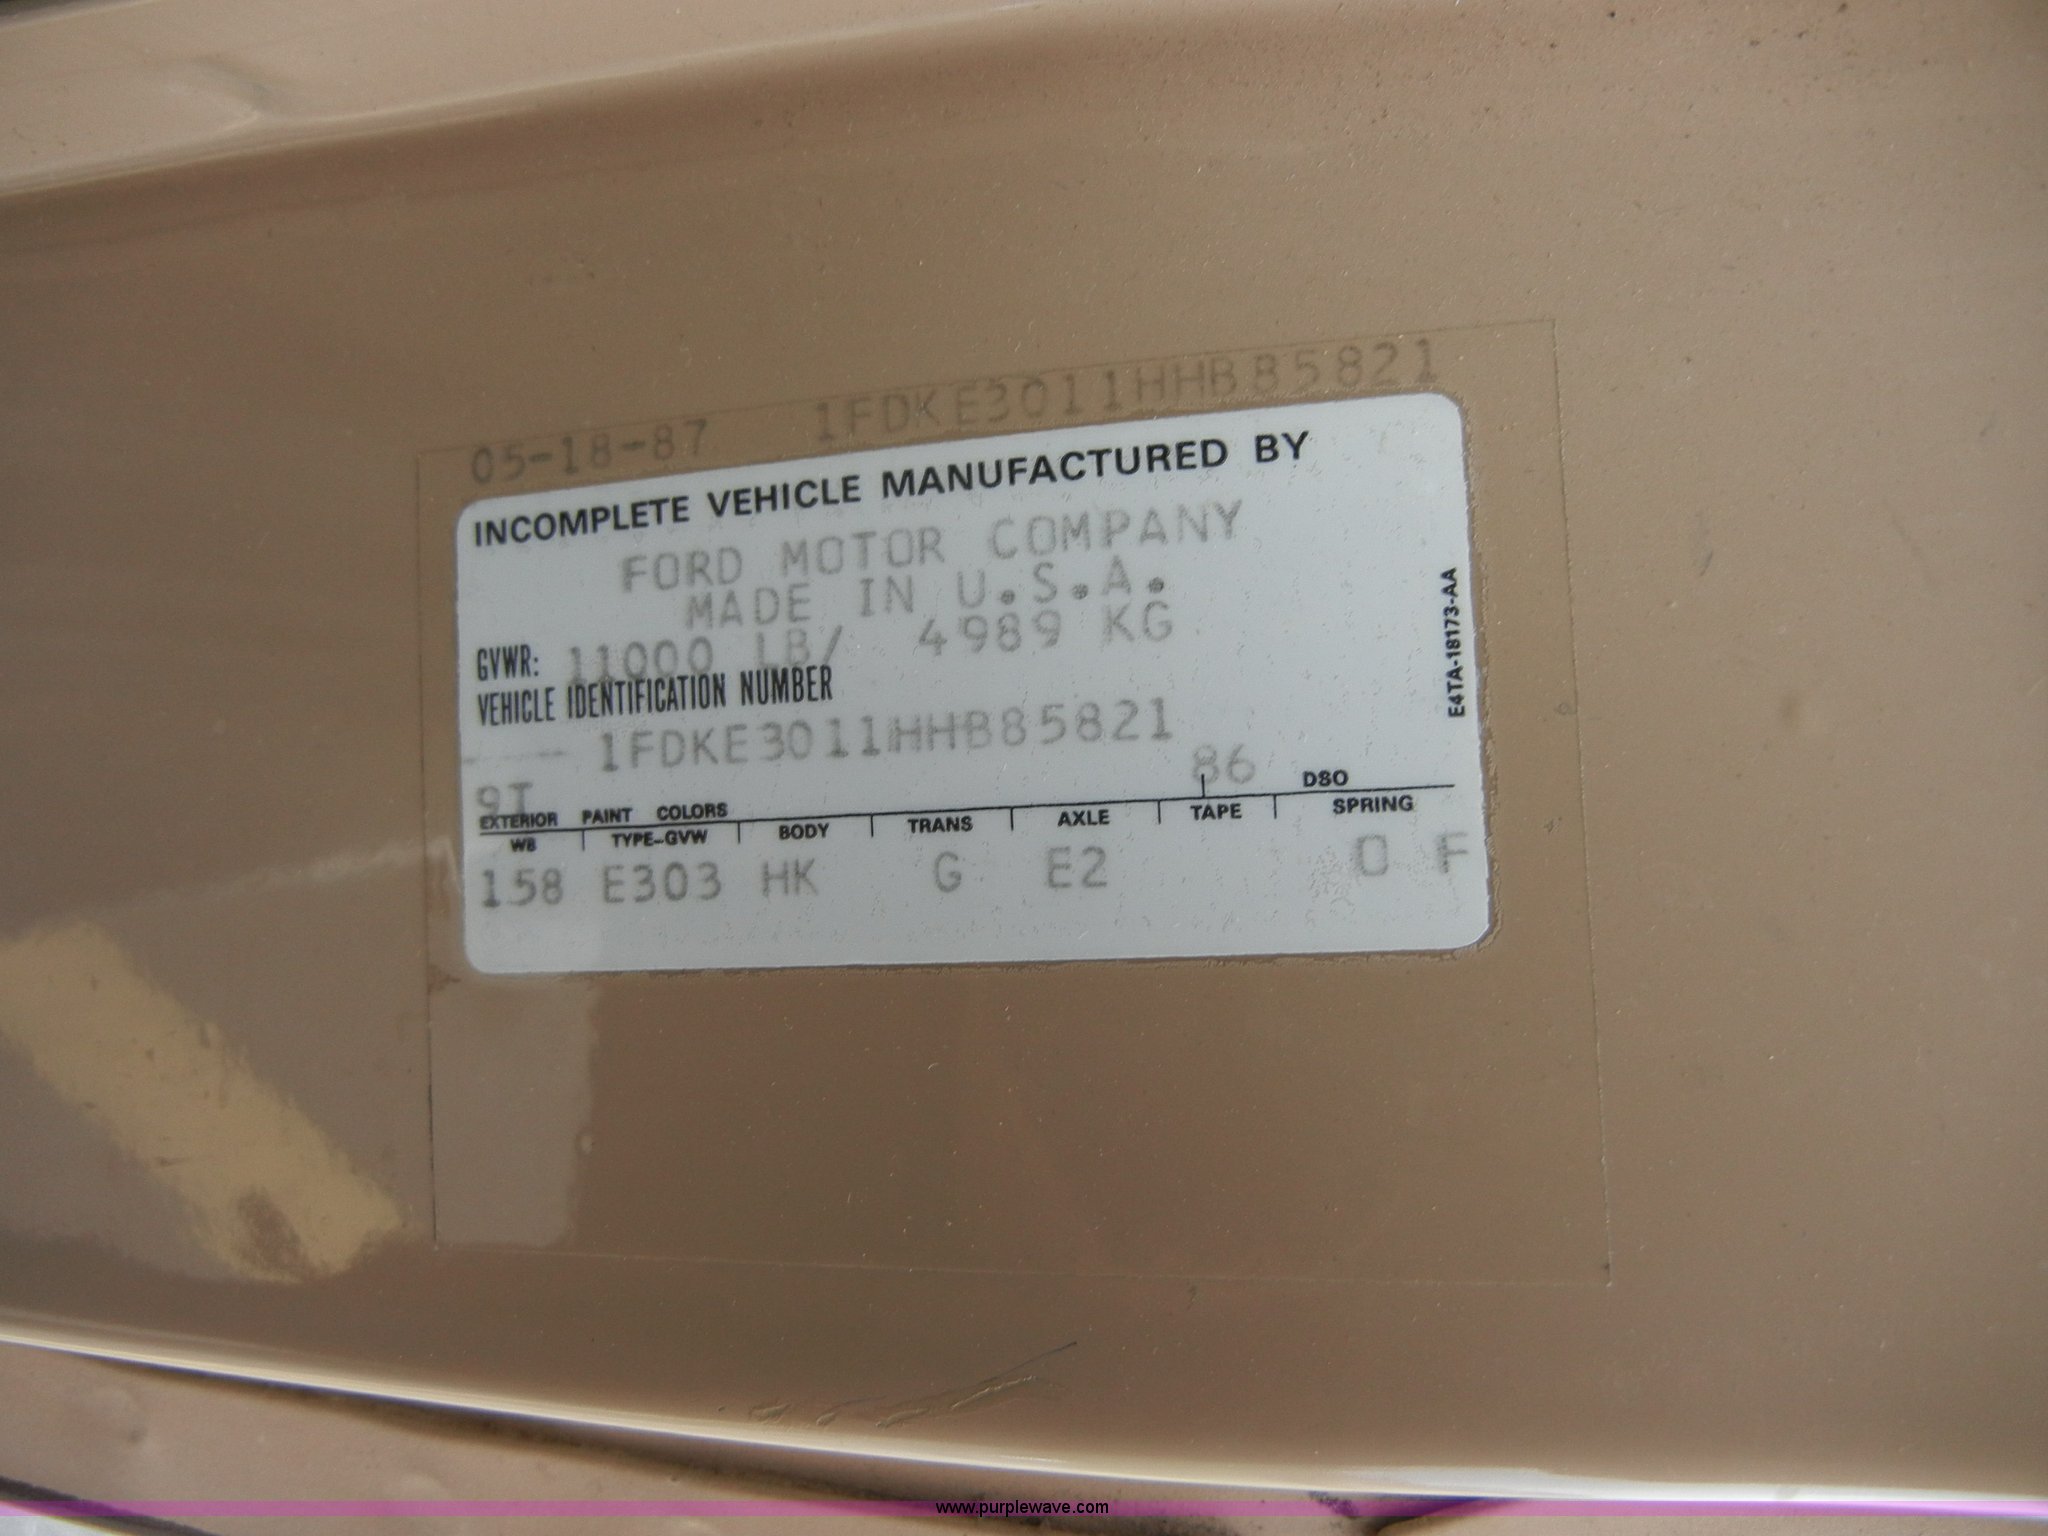 05-18-87 1FDKE3011HHB85821
INCOMPLETE VEHICLE MANUFACTURED BY
FORD MOTOR COMPANY
MADE IN U.S.A.
GVWR: 11000 LB/ 4989 KG
VEHICLE IDENTIFICATION NUMBER
1FDKE3011HHB85821
E4TA-18173-AA
9T 86 DSO
EXTERIOR PAINT COLORS
WB TYPE-GVW BODY TRANS AXLE TAPE SPRING
158 E303 HK G E2 O F
www.purplewave.com